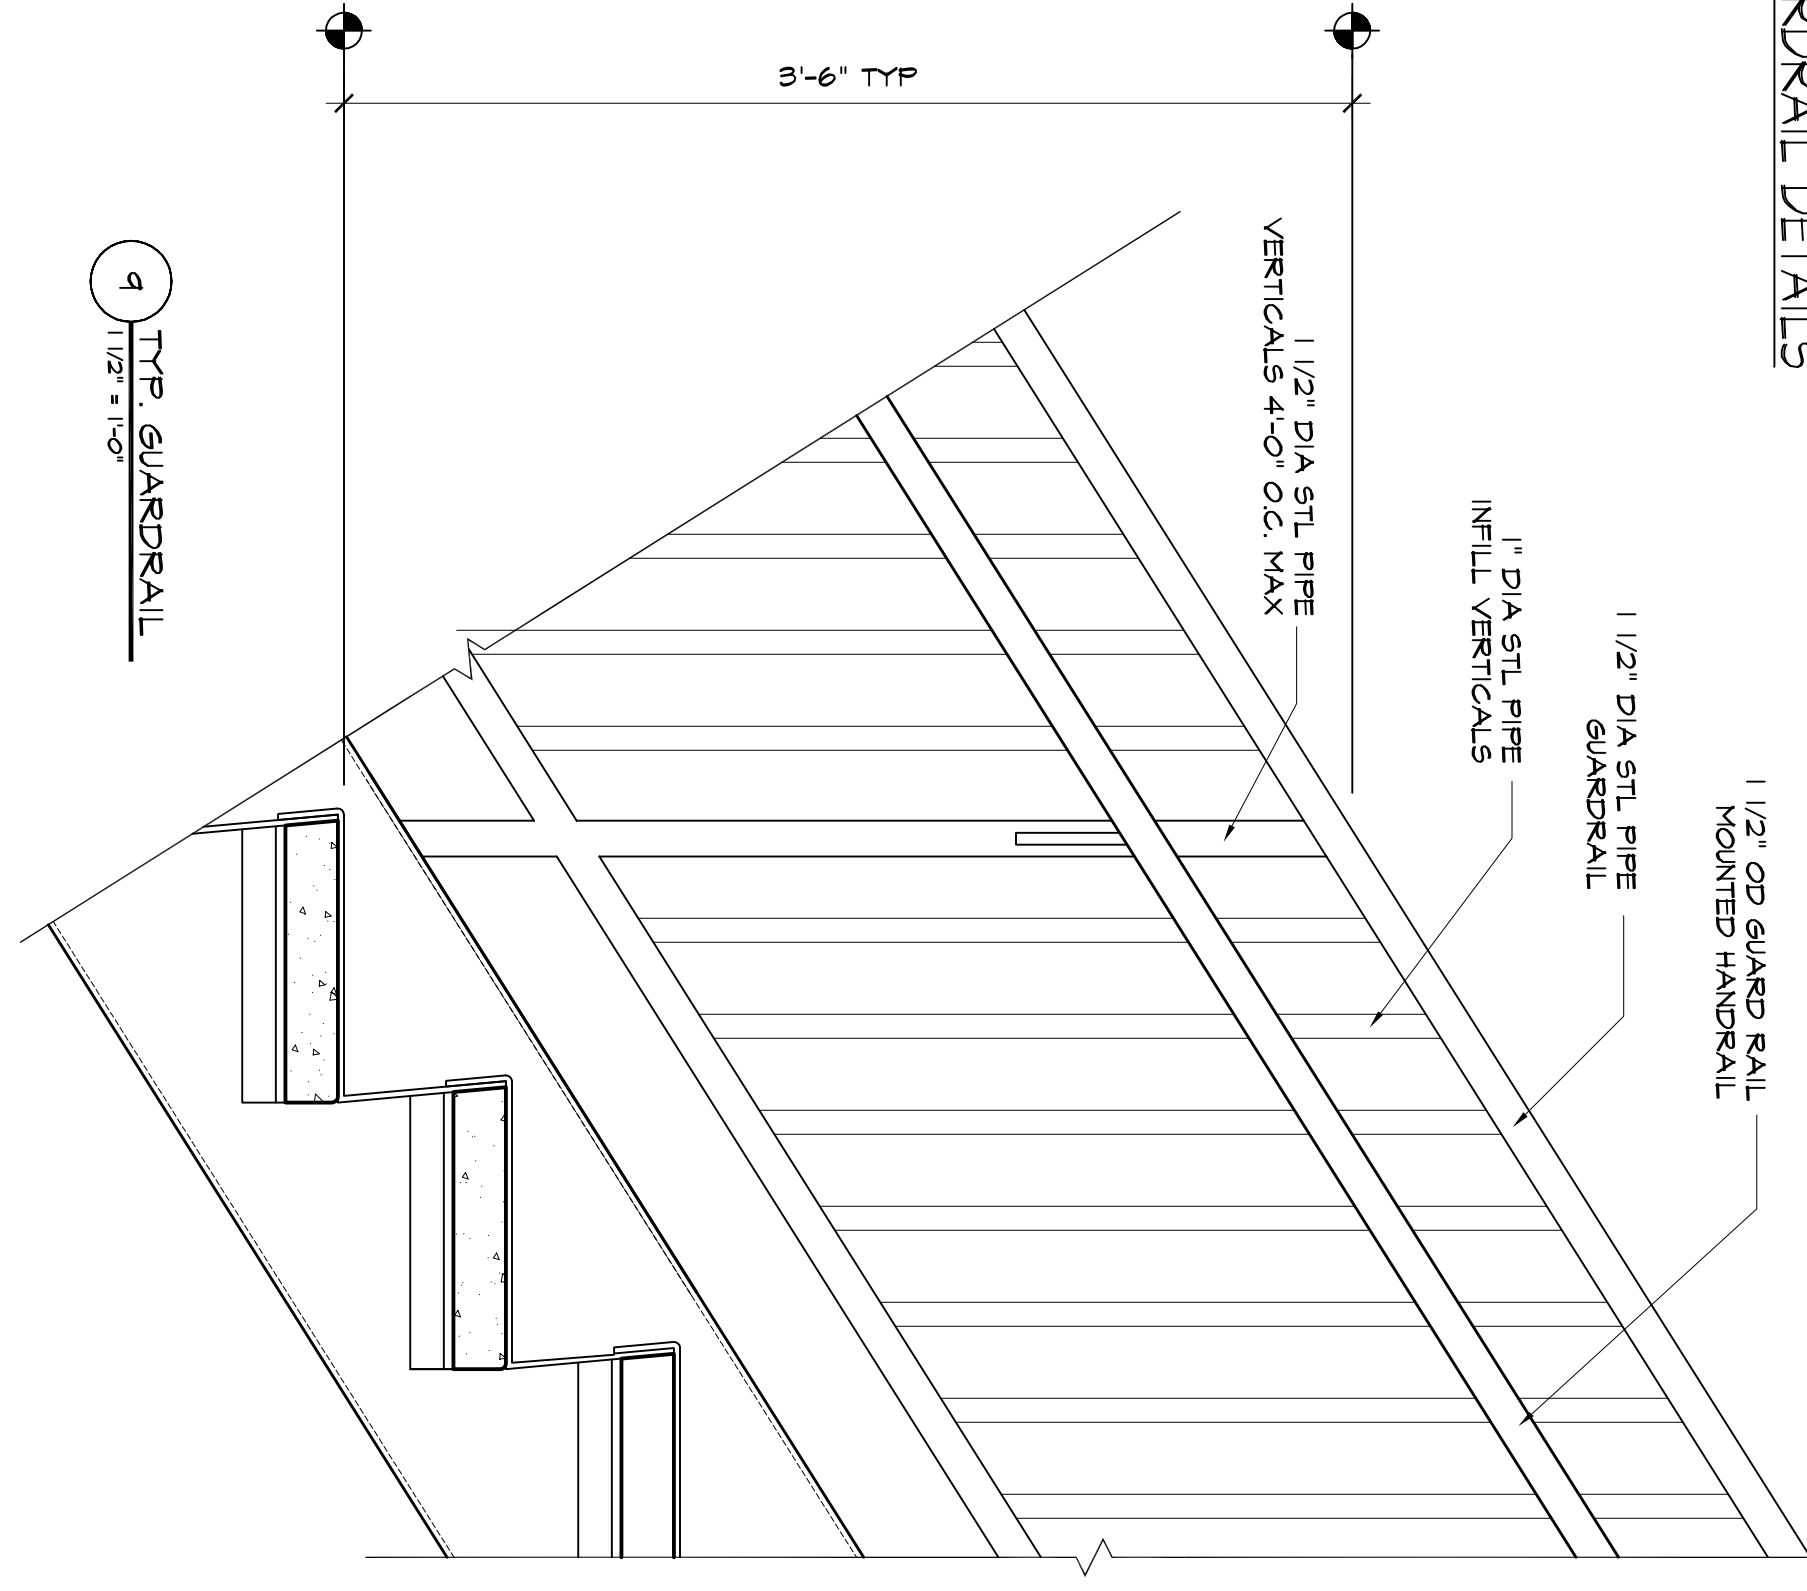 RDRAIL DETAILS
3'-6" TYP
1 1/2" DIA STL PIPE
VERTICALS 4'-0" O.C. MAX
1" DIA STL PIPE
INFILL VERTICALS
1 1/2" DIA STL PIPE
GUARDRAIL
1 1/2" OD GUARD RAIL
MOUNTED HANDRAIL
9
TYP. GUARDRAIL
1 1/2" = 1'-0"